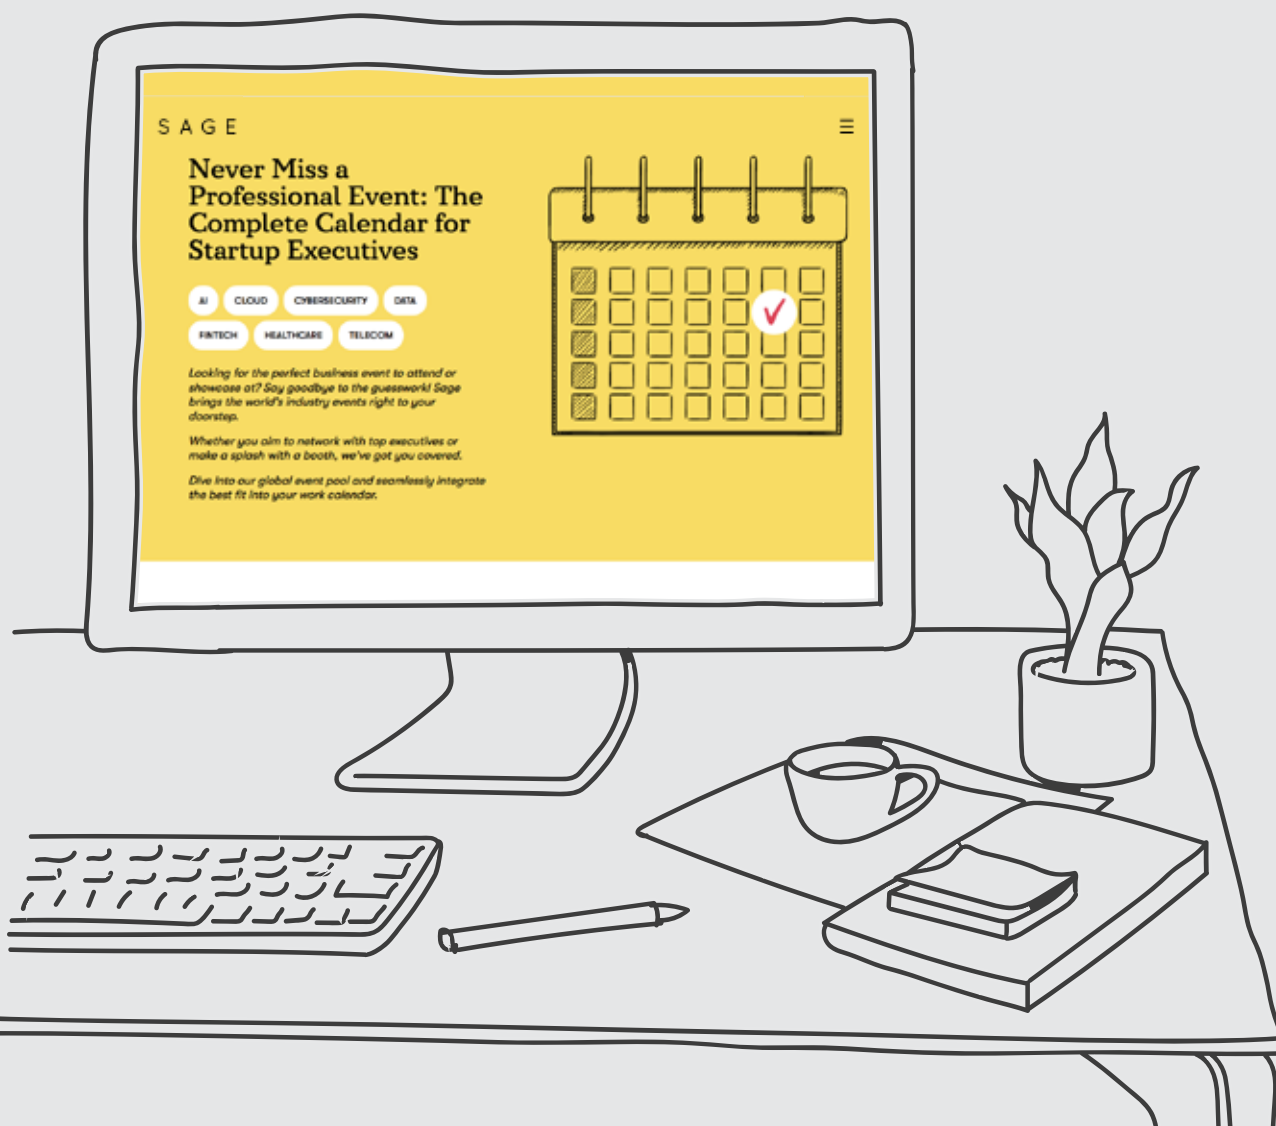 SAGE
Never Miss a
Professional Event: The
Complete Calendar for
Startup Executives
AI CLOUD CYBERSECURITY DATA
FINTECH HEALTHCARE TELECOM
Looking for the perfect business event to attend or
showcase at? Say goodbye to the guesswork! Sage
brings the world's industry events right to your
doorstep.
Whether you aim to network with top executives or
make a splash with a booth, we've got you covered.
Dive into our global event pool and seamlessly integrate
the best fit into your work calendar.